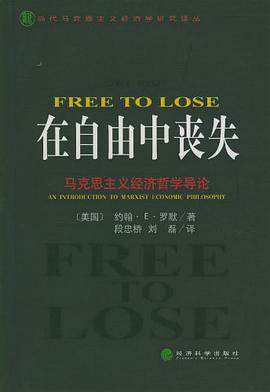 当代马克思主义经济学研究译丛
FREE TO LOSE
在自由中丧失
马克思主义经济哲学导论
AN INTRODUCTION TO MARXIST ECONOMIC PHILOSOPHY
〔美国〕 约翰·E·罗默/著
段忠桥 刘 磊/译
FREE
TO
LOSE
经济科学出版社